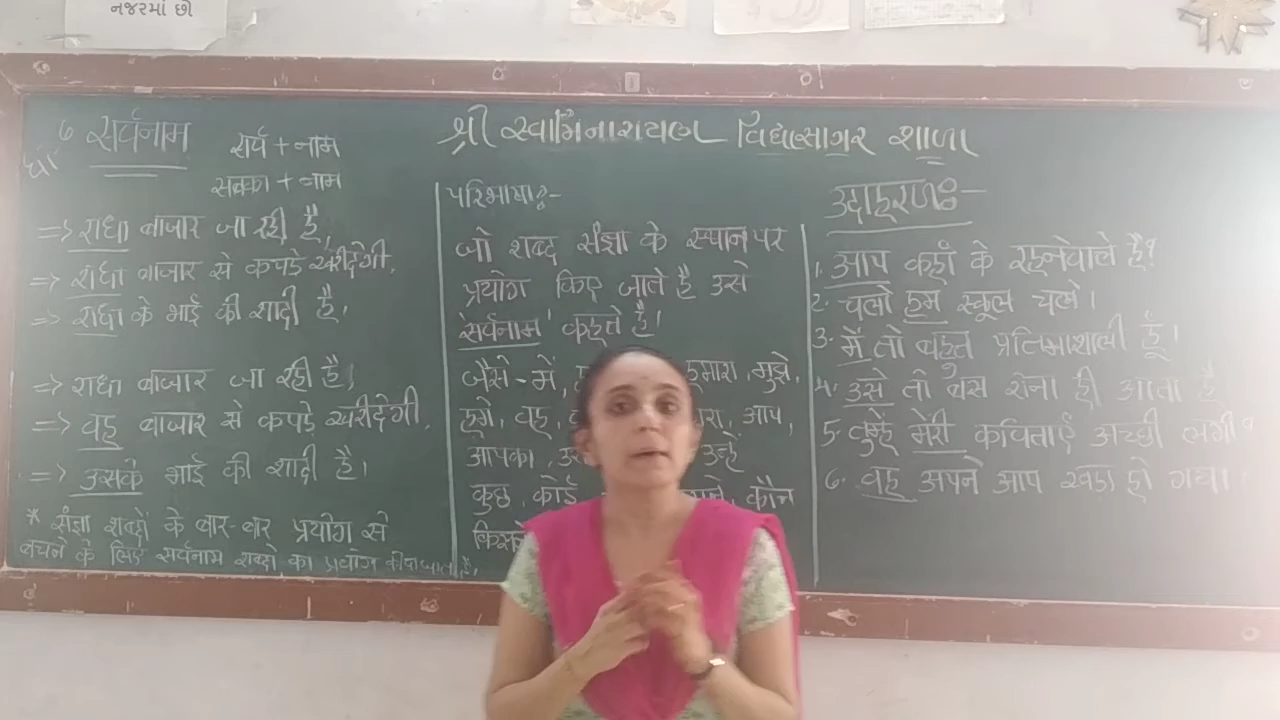 નજરમાં છો
श्री स्वामिनारायण विद्यासागर शाळा
७ सर्वनाम
सर्व + नाम
सबका + नाम
=> राधा बाजार जा रही है,
=> राधा बाजार से कपड़े खरीदेगी,
=> राधा के भाई की शादी है।
=> राधा बाजार जा रही है,
=> वह बाजार से कपड़े खरीदेगी,
=> उसके भाई की शादी है।
* संज्ञा शब्दों के बार-बार प्रयोग से
बचने के लिए सर्वनाम शब्दो का प्रयोग कीया जाता है,
परिभाषा:-
जो शब्द संज्ञा के स्थान पर
प्रयोग किए जाते है उसे
'सर्वनाम' कहते है।
जैसे - में, हमारा, मुझे,
हमे, वह, आप,
आपका, उन्हें
कुछ, कोई कौन
उदाहरण:-
1. आप कहाँ के रहनेवाले है?
2. चलो हम स्कूल चले।
3. मैं तो बहुत प्रतिभाशाली हूँ।
4. उसे तो बस रोना ही आता है
5. तुम्हें मेरी कविताएँ अच्छी लगी?
6. वह अपने आप खड़ा हो गया।